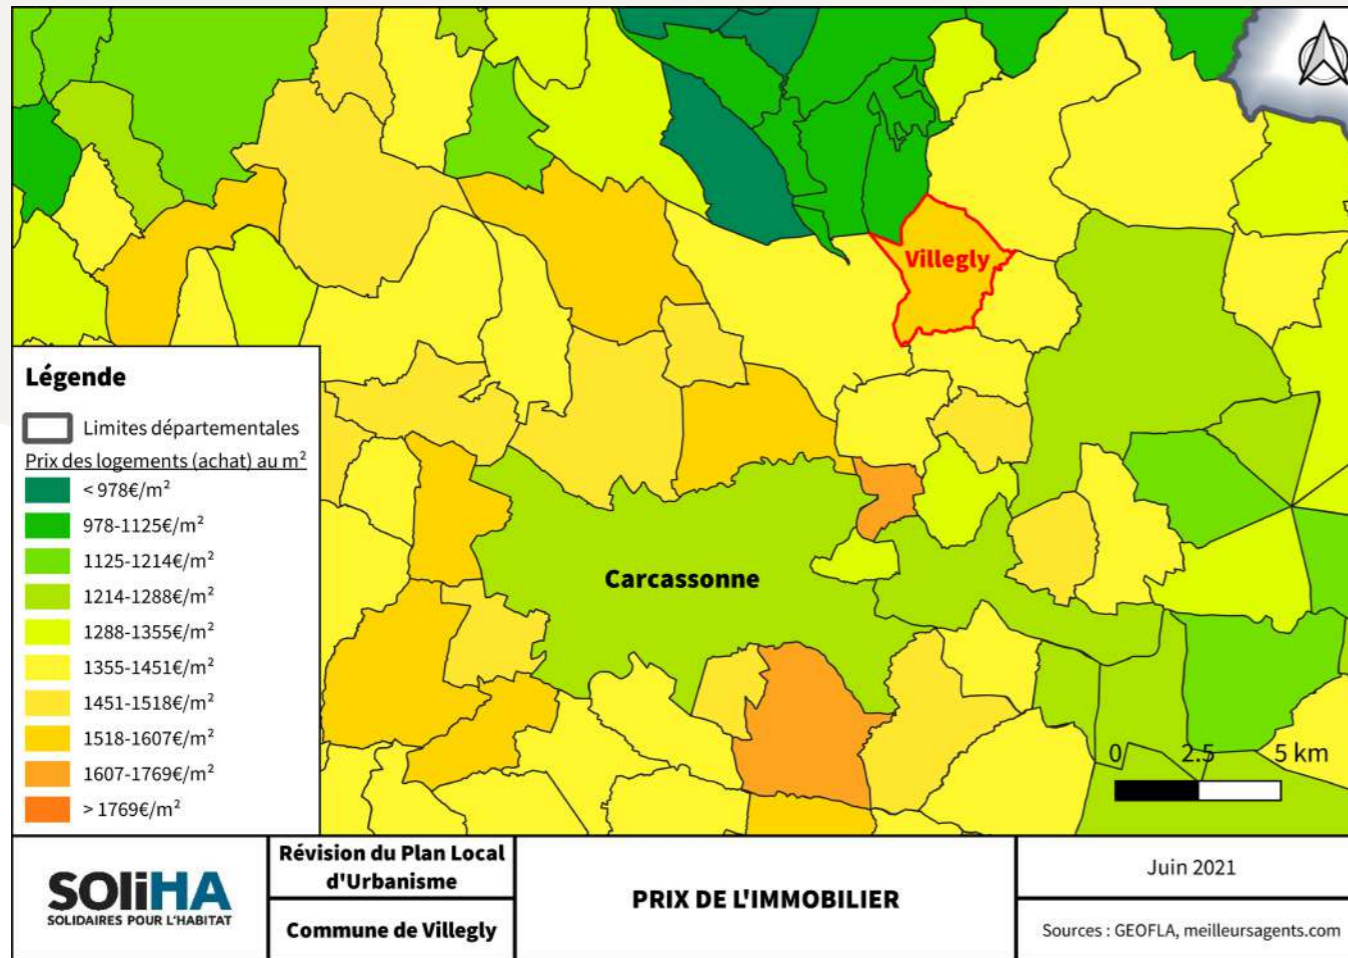 Villegly
Carcassonne
Légende
Limites départementales
Prix des logements (achat) au m²
< 978€/m²
978-1125€/m²
1125-1214€/m²
1214-1288€/m²
1288-1355€/m²
1355-1451€/m²
1451-1518€/m²
1518-1607€/m²
1607-1769€/m²
> 1769€/m²
0 2.5 5 km
SOliHA
SOLIDAIRES POUR L'HABITAT
Révision du Plan Local
d'Urbanisme
Commune de Villegly
PRIX DE L'IMMOBILIER
Juin 2021
Sources : GEOFLA, meilleursagents.com